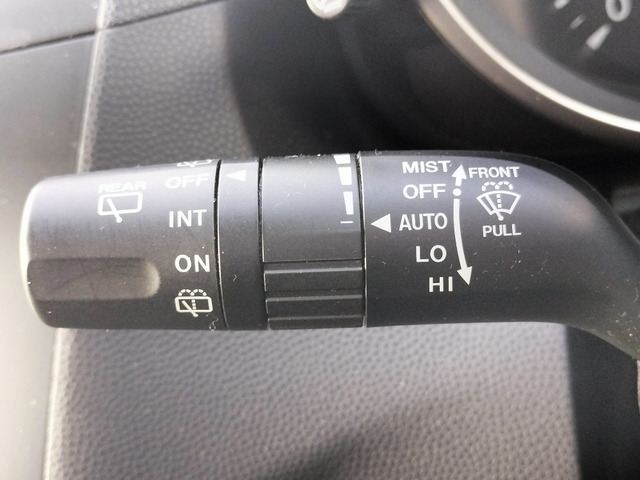 REAR
OFF
INT
ON
MIST
OFF
AUTO
LO
HI
FRONT
PULL